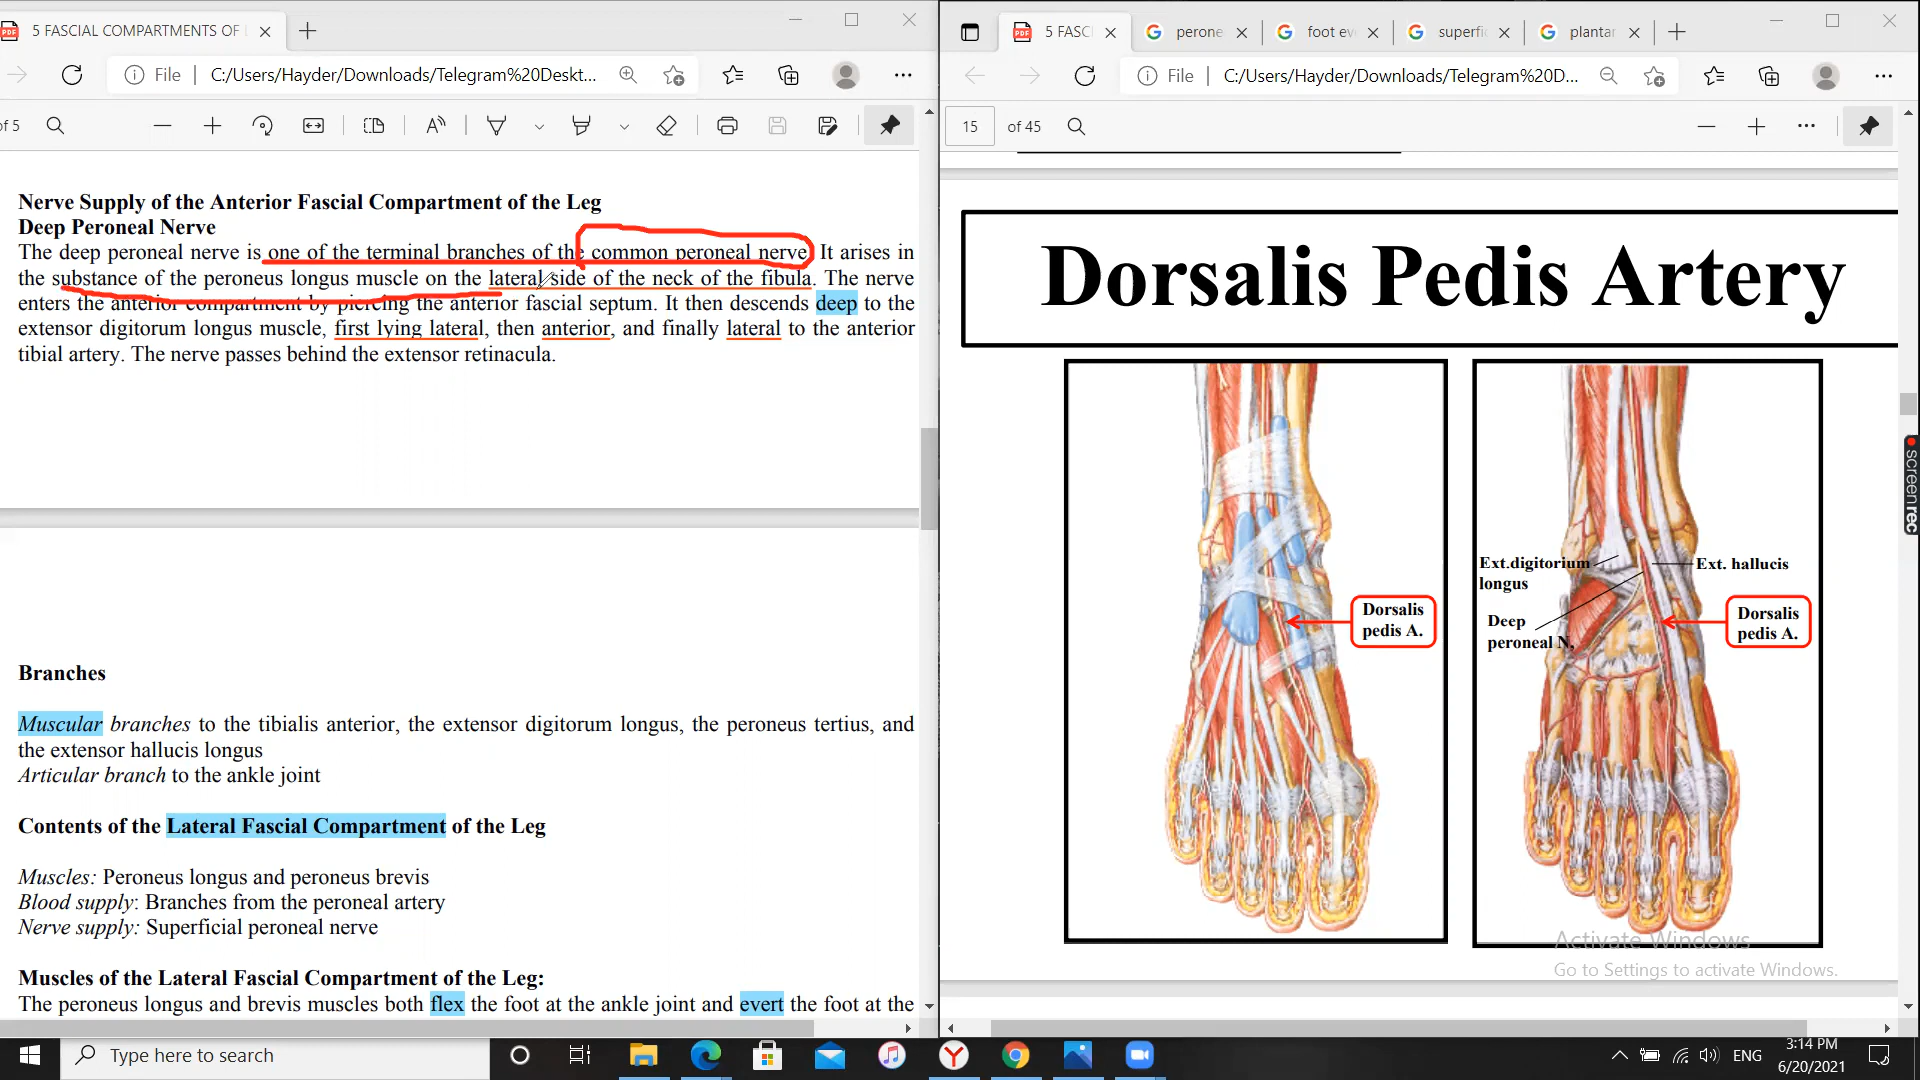 5 FASCIAL COMPARTMENTS OF
File
C:/Users/Hayder/Downloads/Telegram%20Deskt...
of 5
Nerve Supply of the Anterior Fascial Compartment of the Leg
Deep Peroneal Nerve
The deep peroneal nerve is one of the terminal branches of the common peroneal nerve. It arises in
the substance of the peroneus longus muscle on the lateral side of the neck of the fibula. The nerve
enters the anterior compartment by piercing the anterior fascial septum. It then descends deep to the
extensor digitorum longus muscle, first lying lateral, then anterior, and finally lateral to the anterior
tibial artery. The nerve passes behind the extensor retinacula.
Branches
Muscular branches to the tibialis anterior, the extensor digitorum longus, the peroneus tertius, and
the extensor hallucis longus
Articular branch to the ankle joint
Contents of the Lateral Fascial Compartment of the Leg
Muscles: Peroneus longus and peroneus brevis
Blood supply: Branches from the peroneal artery
Nerve supply: Superficial peroneal nerve
Muscles of the Lateral Fascial Compartment of the Leg:
The peroneus longus and brevis muscles both flex the foot at the ankle joint and evert the foot at the
5 FASC
perone
foot ev
superfi
plantar
File
C:/Users/Hayder/Downloads/Telegram%20D...
15
of 45
Dorsalis Pedis Artery
Dorsalis
pedis A.
Ext.digitorium
longus
Deep
peroneal N,
Ext. hallucis
Dorsalis
pedis A.
Activate Windows
Go to Settings to activate Windows.
screenrec
Type here to search
ENG
3:14 PM
6/20/2021